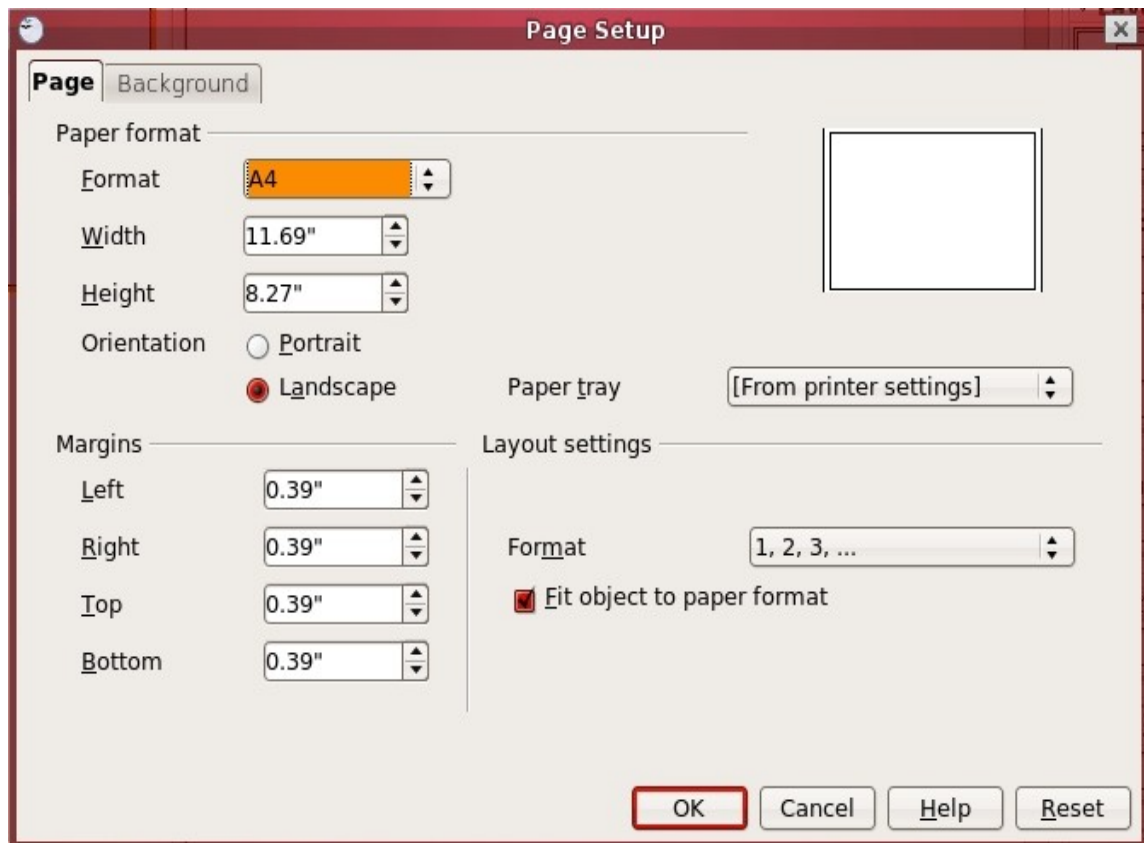 Page Setup
Page
Background
Paper format
Format
A4
Width
11.69"
Height
8.27"
Orientation
Portrait
Landscape
Paper tray
[From printer settings]
Margins
Left
0.39"
Right
0.39"
Top
0.39"
Bottom
0.39"
Layout settings
Format
1, 2, 3, ...
Fit object to paper format
OK
Cancel
Help
Reset